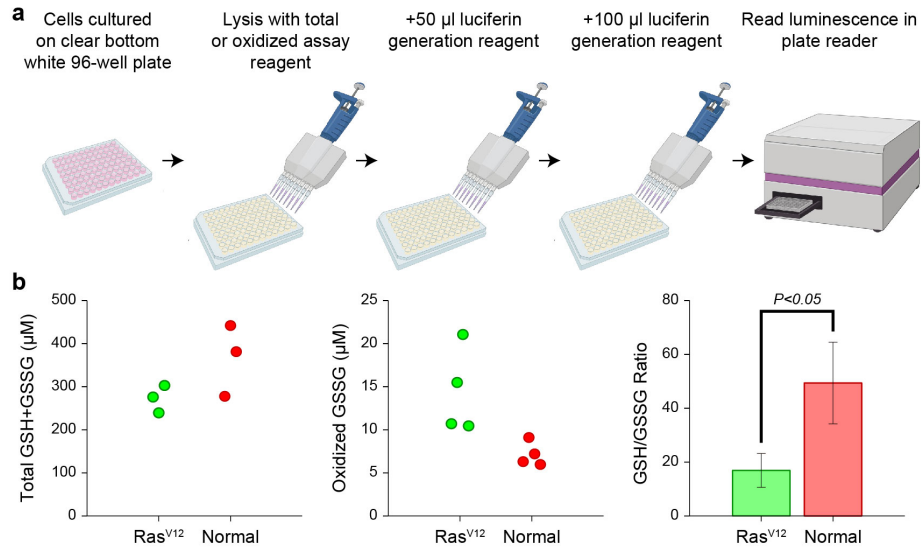 a
Cells cultured
on clear bottom
white 96-well plate
Lysis with total
or oxidized assay
reagent
+50 µl luciferin
generation reagent
+100 µl luciferin
generation reagent
Read luminescence in
plate reader
b
Total GSH+GSSG (µM)
500
400
300
200
100
0
RasV12 Normal
Oxidized GSSG (µM)
25
20
15
10
5
0
RasV12 Normal
GSH/GSSG Ratio
80
60
40
20
0
P<0.05
RasV12 Normal